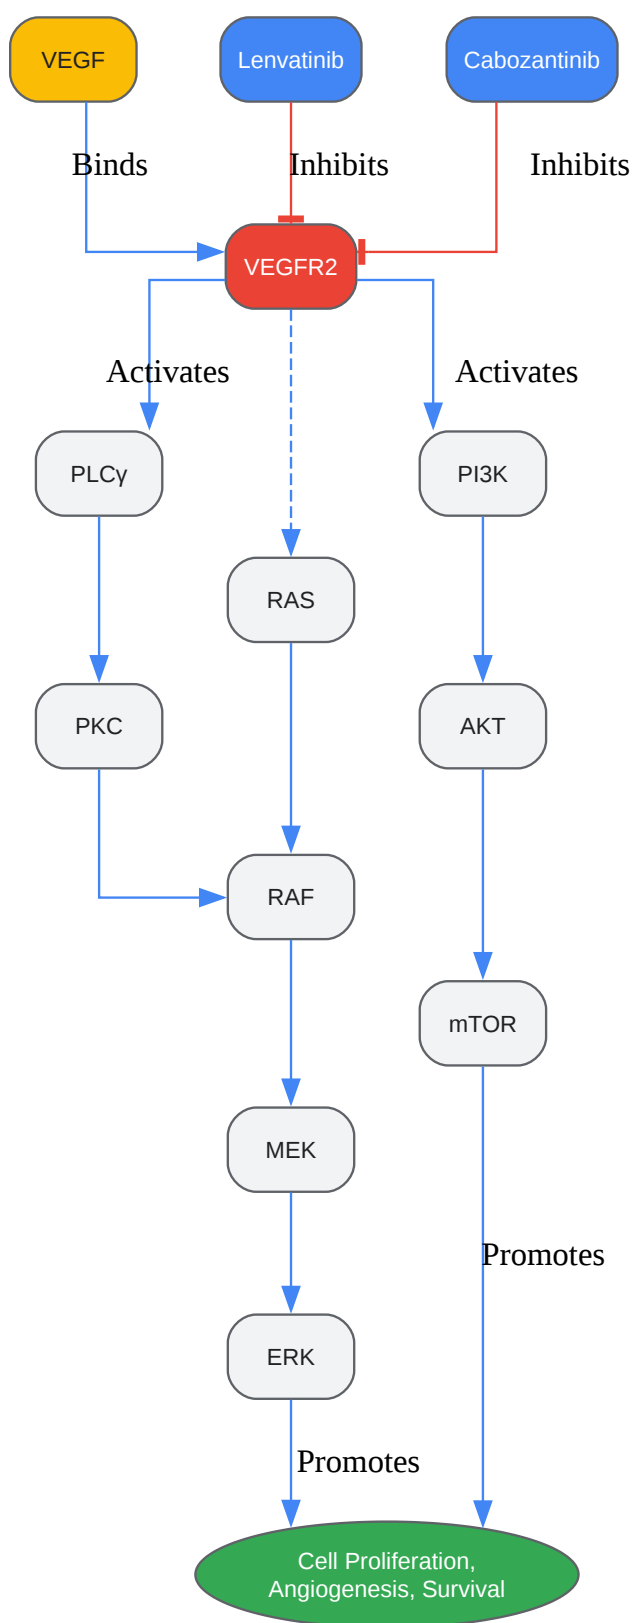 VEGF
Lenvatinib
Cabozantinib
Binds
Inhibits
Inhibits
VEGFR2
Activates
Activates
PLCγ
PI3K
RAS
PKC
AKT
RAF
mTOR
MEK
Promotes
ERK
Promotes
Cell Proliferation,
Angiogenesis, Survival